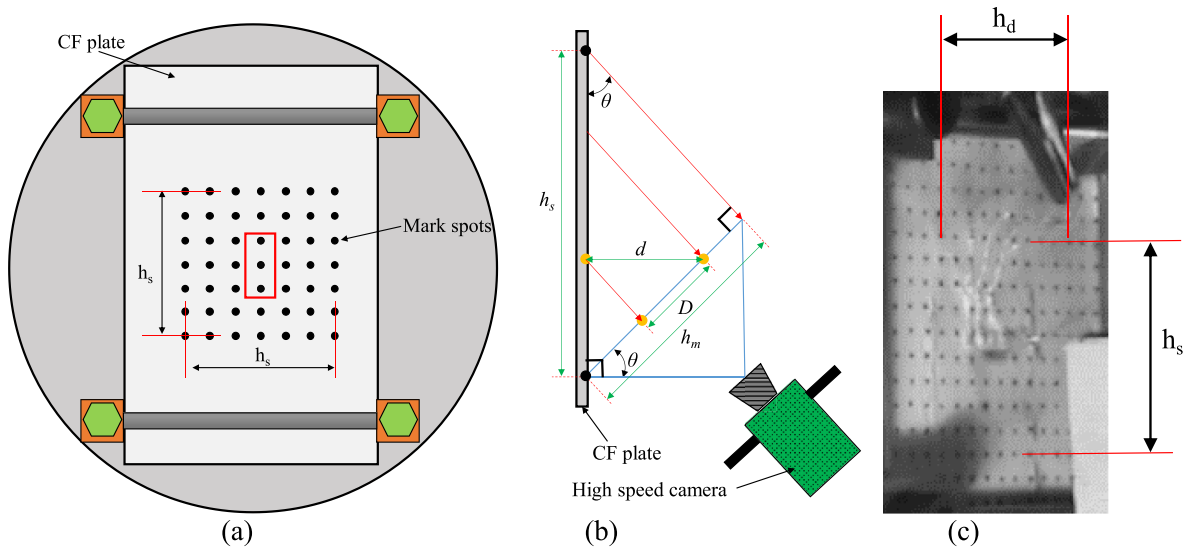 CF plate
h_s
Mark spots
h_s
(a)
θ
h_s
d
D
h_m
θ
CF plate
High speed camera
(b)
h_d
h_s
(c)